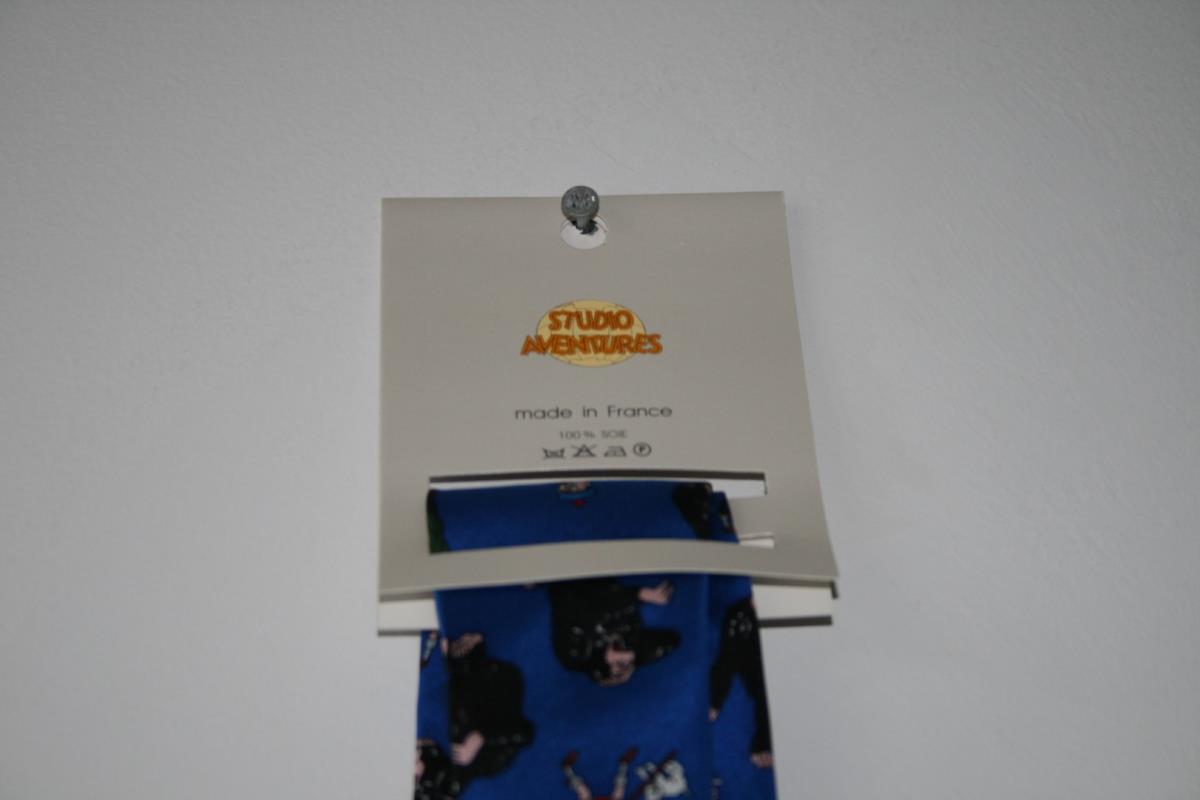 STUDIO
AVENTURES
made in France
100% SOIE
P